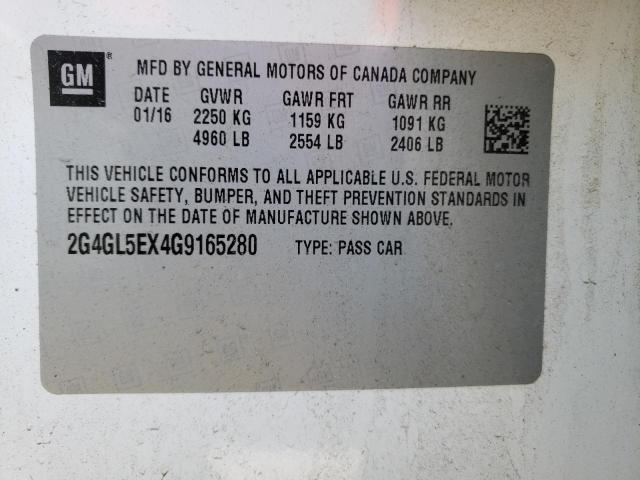 GM ®
MFD BY GENERAL MOTORS OF CANADA COMPANY
DATE GVWR GAWR FRT GAWR RR
01/16 2250 KG 1159 KG 1091 KG
4960 LB 2554 LB 2406 LB
THIS VEHICLE CONFORMS TO ALL APPLICABLE U.S. FEDERAL MOTOR
VEHICLE SAFETY, BUMPER, AND THEFT PREVENTION STANDARDS IN
EFFECT ON THE DATE OF MANUFACTURE SHOWN ABOVE.
2G4GL5EX4G9165280 TYPE: PASS CAR